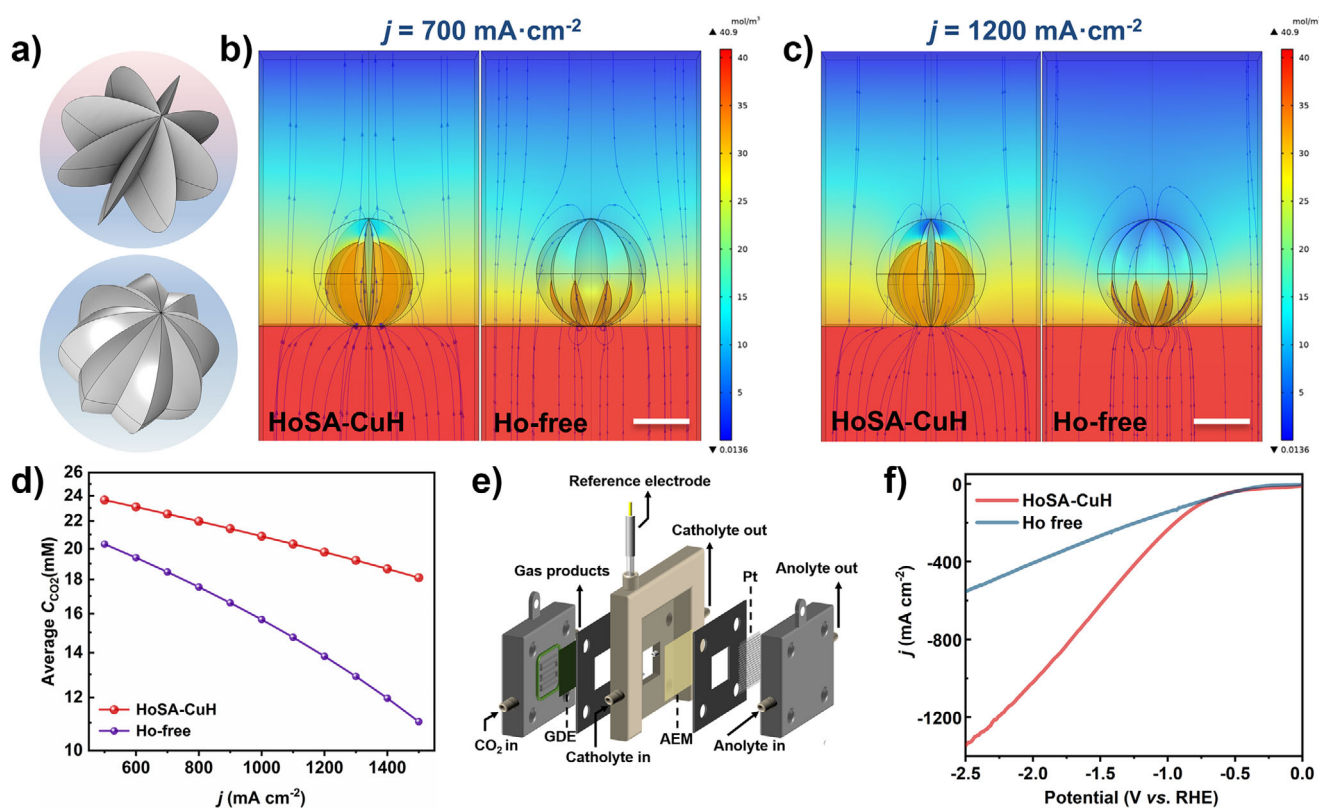 a)
b)
j = 700 mA·cm⁻²
c)
j = 1200 mA·cm⁻²
mol/m³
▲ 40.9
40
35
30
25
20
15
10
5
▼ 0.0136
HoSA-CuH
Ho-free
mol/m³
▲ 40.9
40
35
30
25
20
15
10
5
▼ 0.0136
HoSA-CuH
Ho-free
d)
26
24
22
20
18
16
14
12
10
Average C_CO2(mM)
HoSA-CuH
Ho-free
600
800
1000
1200
1400
j (mA cm⁻²)
e)
Reference electrode
Catholyte out
Gas products
Pt
Anolyte out
CO₂ in
GDE
Catholyte in
AEM
Anolyte in
f)
HoSA-CuH
Ho free
0
-400
-800
-1200
j (mA cm⁻²)
-2.5
-2.0
-1.5
-1.0
-0.5
0.0
Potential (V vs. RHE)